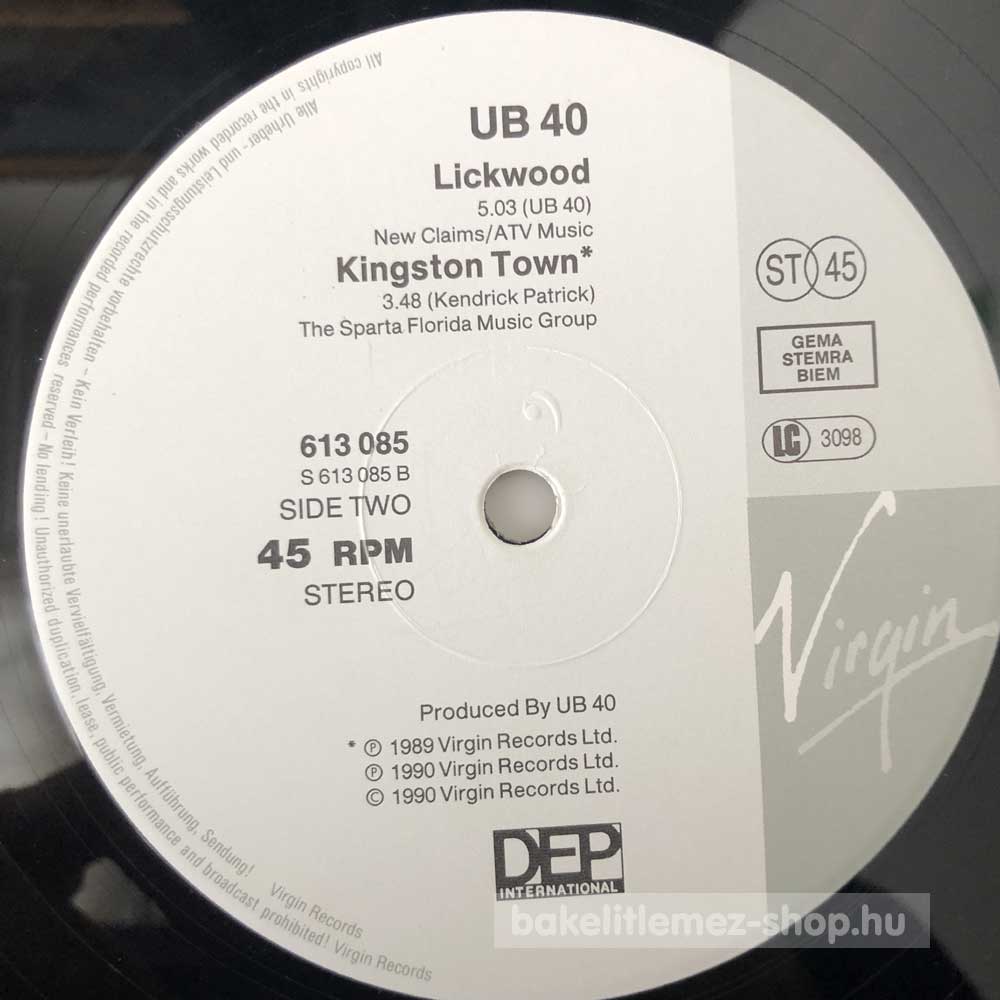 UB 40
Lickwood
5.03 (UB 40)
New Claims/ATV Music
Kingston Town*
3.48 (Kendrick Patrick)
The Sparta Florida Music Group
ST 45
GEMA
STEMRA
BIEM
LC 3098
613 085
S 613 085 B
SIDE TWO
45 RPM
STEREO
Virgin
Produced By UB 40
* ℗ 1989 Virgin Records Ltd.
℗ 1990 Virgin Records Ltd.
© 1990 Virgin Records Ltd.
DEP
INTERNATIONAL
Alle Urheber- und Leistungsschutzrechte vorbehalten – Kein Verleih! Keine unerlaubte Vervielfältigung, Vermietung, Aufführung, Sendung! Virgin Records
All copyrights in the recorded works and in the recorded performances reserved – No lending! Unauthorized duplication, lease, public performance and broadcast prohibited! Virgin Records
bakelitlemez-shop.hu